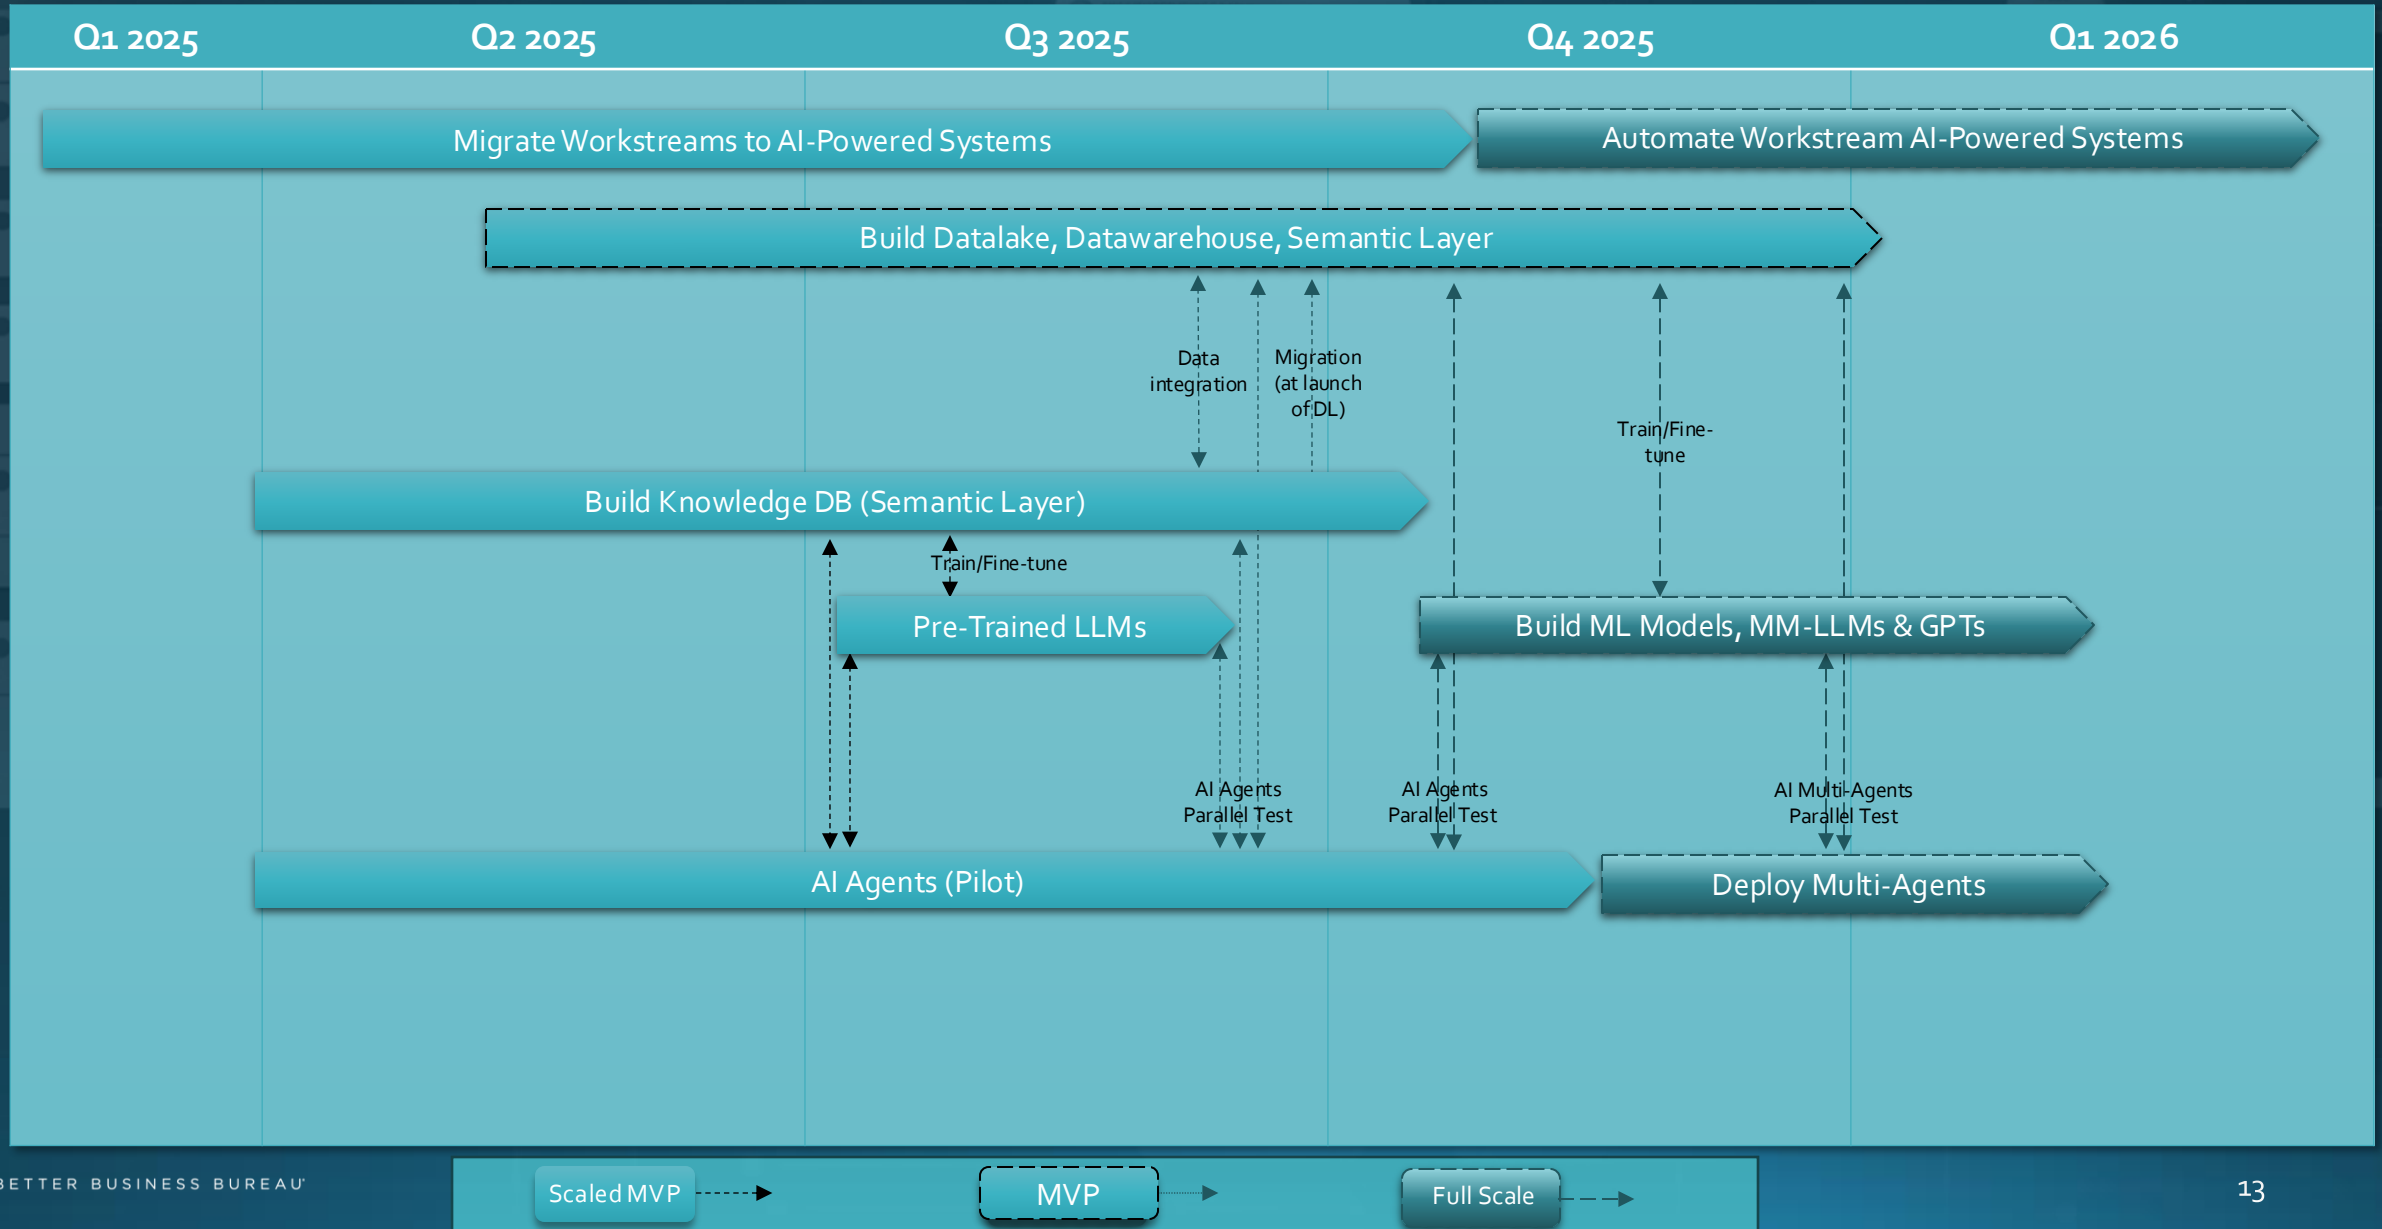 Q1 2025
Q2 2025
Q3 2025
Q4 2025
Q1 2026
Migrate Workstreams to AI-Powered Systems
Automate Workstream AI-Powered Systems
Build Datalake, Datawarehouse, Semantic Layer
Data
integration
Migration
(at launch
of DL)
Train/Fine-
tune
Build Knowledge DB (Semantic Layer)
Train/Fine-tune
Pre-Trained LLMs
Build ML Models, MM-LLMs & GPTs
AI Agents
Parallel Test
AI Agents
Parallel Test
AI Multi-Agents
Parallel Test
AI Agents (Pilot)
Deploy Multi-Agents
BETTER BUSINESS BUREAU
Scaled MVP
MVP
Full Scale
13